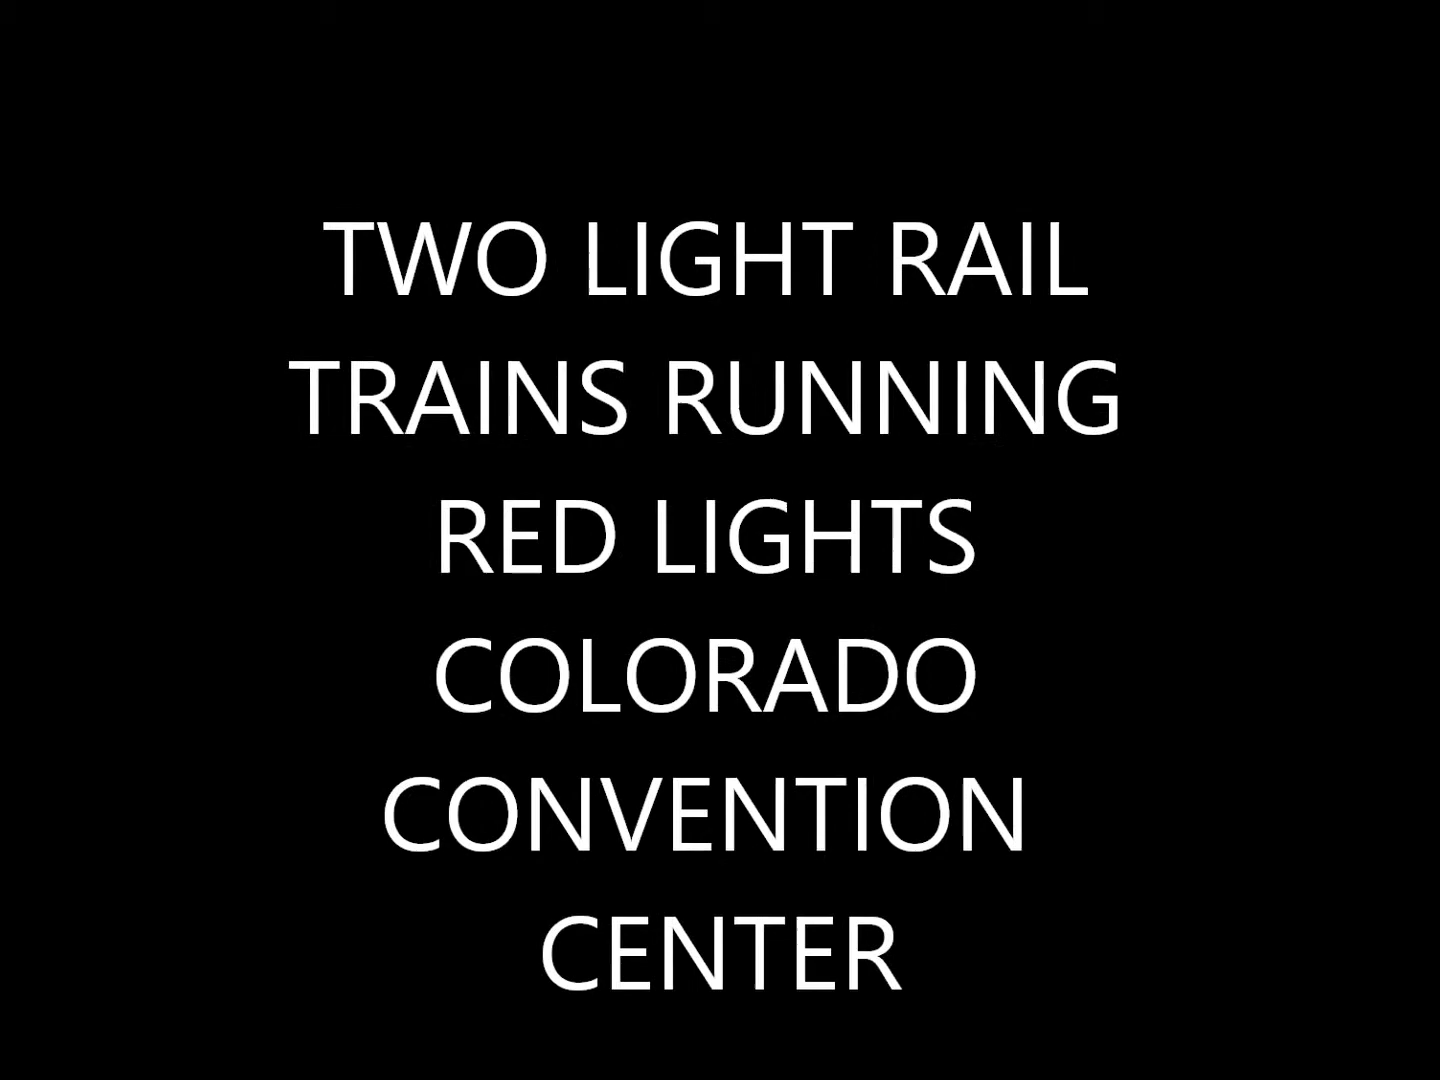 TWO LIGHT RAIL
TRAINS RUNNING
RED LIGHTS
COLORADO
CONVENTION
CENTER